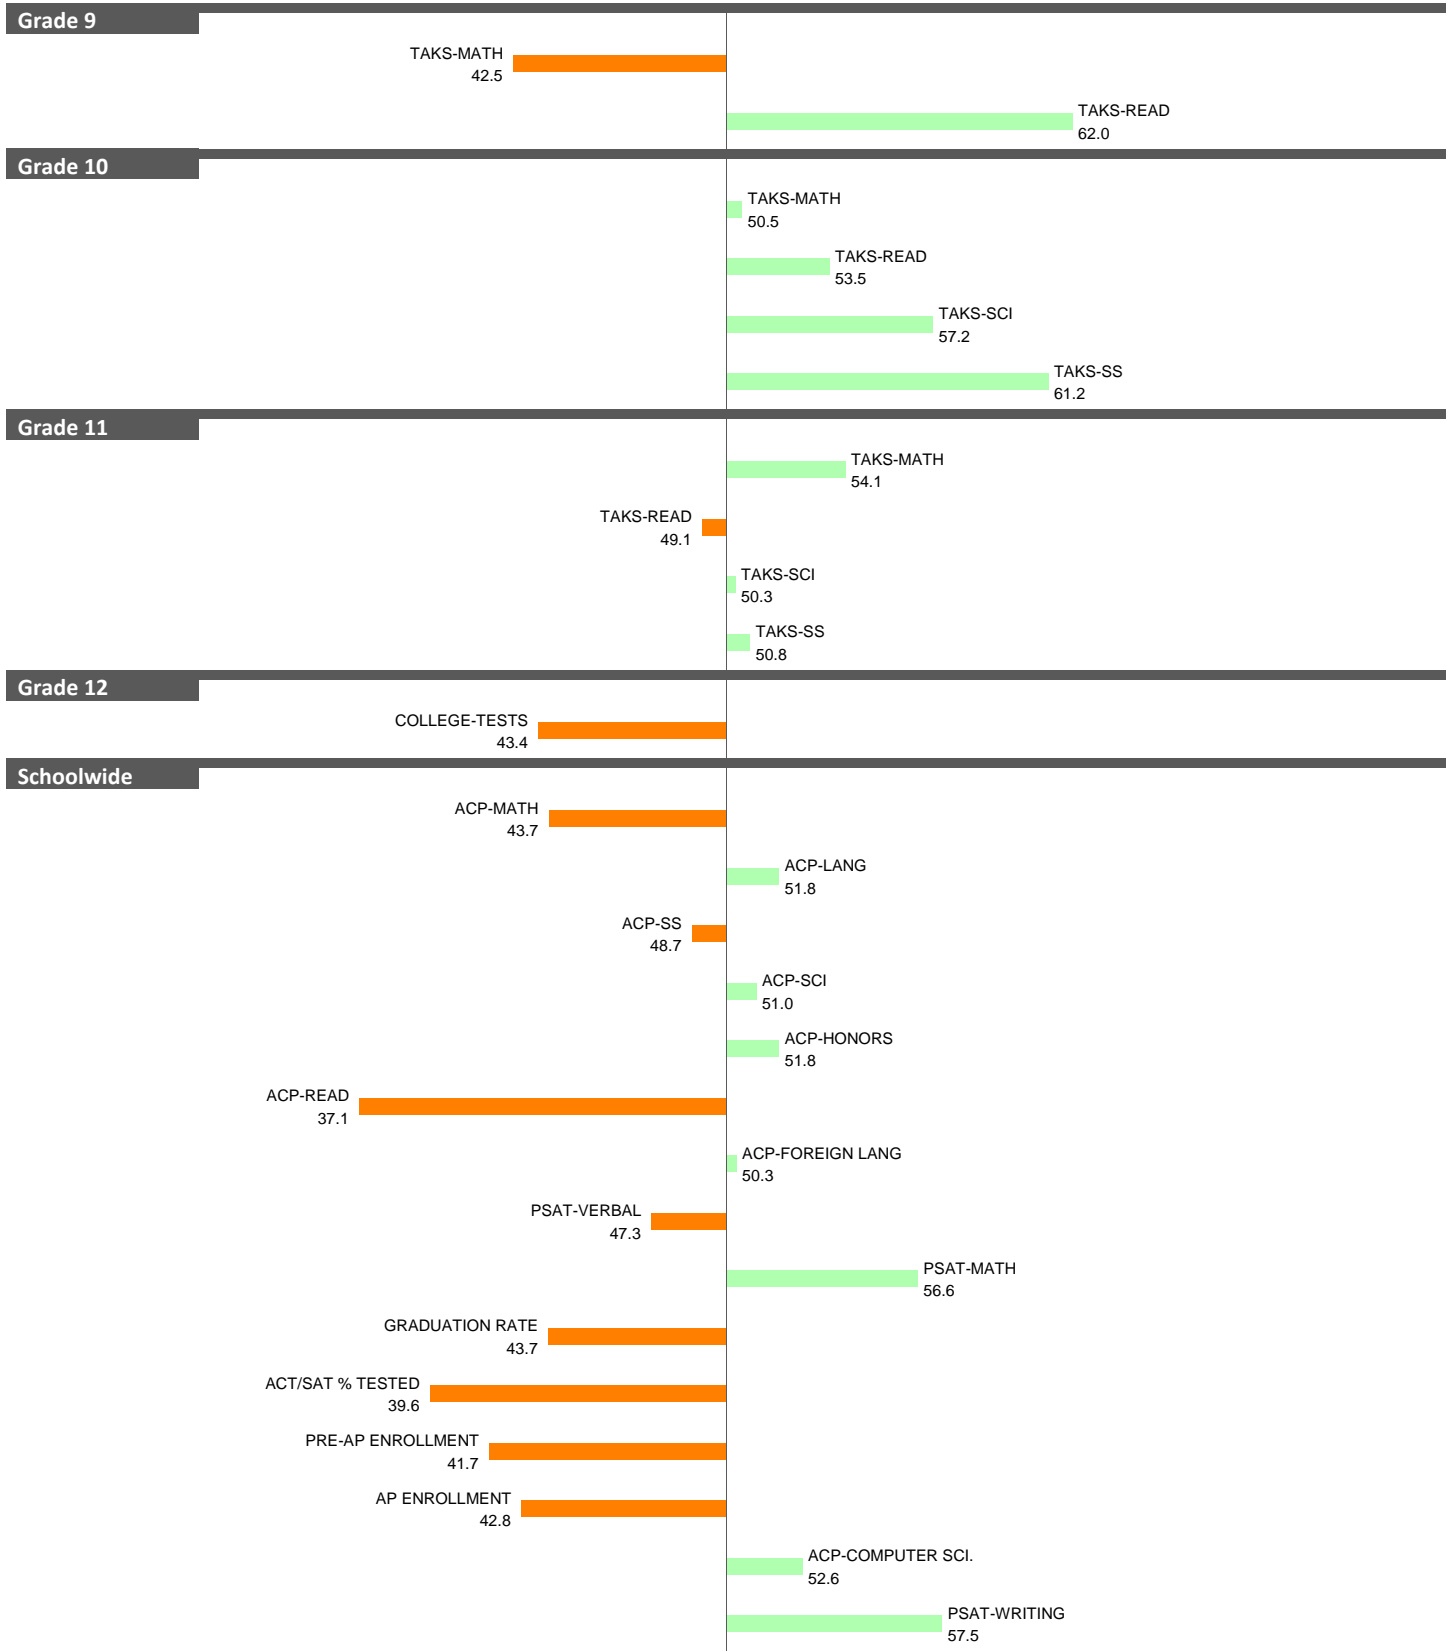 Grade 9
TAKS-MATH
42.5
TAKS-READ
62.0
Grade 10
TAKS-MATH
50.5
TAKS-READ
53.5
TAKS-SCI
57.2
TAKS-SS
61.2
Grade 11
TAKS-MATH
54.1
TAKS-READ
49.1
TAKS-SCI
50.3
TAKS-SS
50.8
Grade 12
COLLEGE-TESTS
43.4
Schoolwide
ACP-MATH
43.7
ACP-LANG
51.8
ACP-SS
48.7
ACP-SCI
51.0
ACP-HONORS
51.8
ACP-READ
37.1
ACP-FOREIGN LANG
50.3
PSAT-VERBAL
47.3
PSAT-MATH
56.6
GRADUATION RATE
43.7
ACT/SAT % TESTED
39.6
PRE-AP ENROLLMENT
41.7
AP ENROLLMENT
42.8
ACP-COMPUTER SCI.
52.6
PSAT-WRITING
57.5